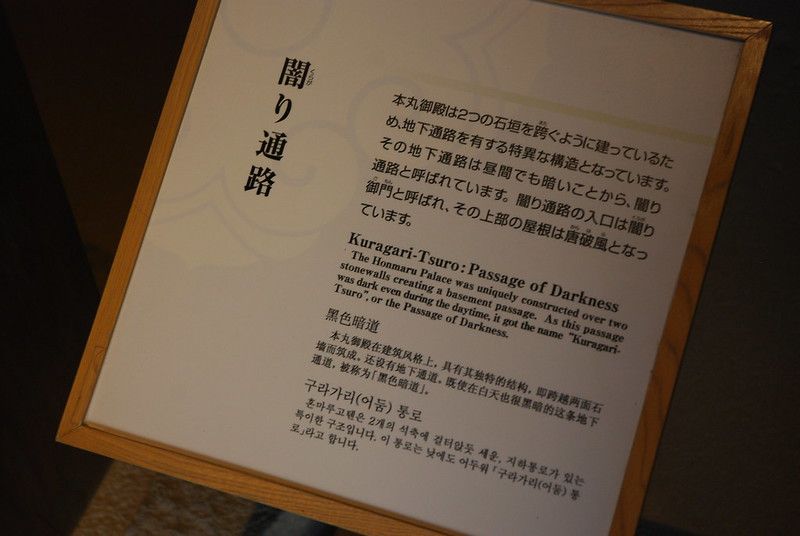 闇り通路
くらがり
本丸御殿は2つの石垣を跨ぐように建っているた
め、地下通路を有する特異な構造となっています。
その地下通路は昼間でも暗いことから、闇り
通路と呼ばれています。闇り通路の入口は闇り
御門と呼ばれ、その上部の屋根は唐破風となっ
ています。
Kuragari-Tsuro: Passage of Darkness
The Honmaru Palace was uniquely constructed over two
stonewalls creating a basement passage. As this passage
was dark even during the daytime, it got the name "Kuragari-
Tsuro", or the Passage of Darkness.
黑色暗道
本丸御殿在建筑风格上，具有其独特的结构，即跨越两面石
墙而筑成。还设有地下通道。既使在白天也很黑暗的这条地下
通道，被称为「黑色暗道」。
구라가리(어둠) 통로
혼마루고텐은 2개의 석축에 걸터앉듯 세운, 지하통로가 있는
특이한 구조입니다. 이 통로는 낮에도 어두워「구라가리(어둠) 통
로」라고 합니다.